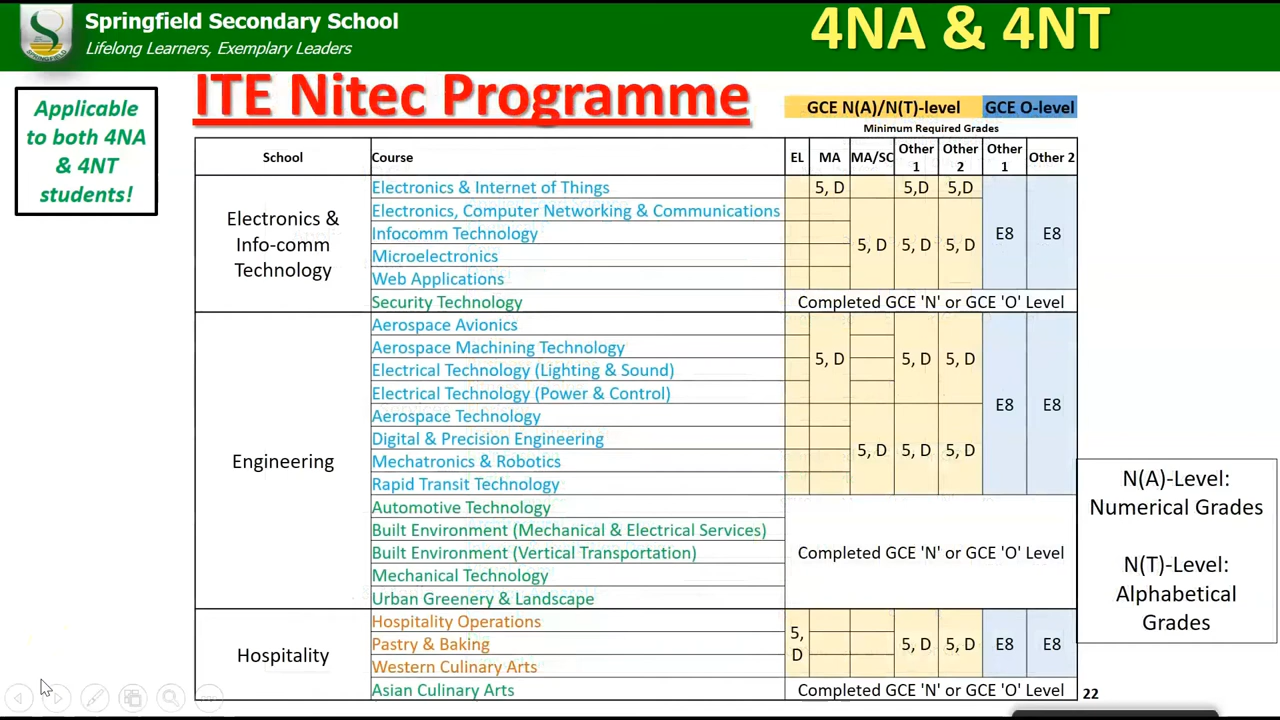 Springfield Secondary School
Lifelong Learners, Exemplary Leaders
SPRINGFIELD
4NA & 4NT
Applicable
to both 4NA
& 4NT
students!
ITE Nitec Programme
GCE N(A)/N(T)-level GCE O-level
Minimum Required Grades
School Course EL MA MA/SC Other 1 Other 2 Other 1 Other 2
Electronics & Info-comm Technology
Electronics & Internet of Things 5, D 5,D 5,D
Electronics, Computer Networking & Communications
Infocomm Technology
Microelectronics
Web Applications
5, D 5, D 5, D E8 E8
Security Technology Completed GCE 'N' or GCE 'O' Level
Engineering
Aerospace Avionics
Aerospace Machining Technology
Electrical Technology (Lighting & Sound)
Electrical Technology (Power & Control)
5, D 5, D 5, D
Aerospace Technology
Digital & Precision Engineering
Mechatronics & Robotics
Rapid Transit Technology
5, D 5, D 5, D E8 E8
Automotive Technology
Built Environment (Mechanical & Electrical Services)
Built Environment (Vertical Transportation)
Mechanical Technology
Urban Greenery & Landscape
Completed GCE 'N' or GCE 'O' Level
Hospitality
Hospitality Operations
Pastry & Baking
Western Culinary Arts
5, D 5, D 5, D E8 E8
Asian Culinary Arts Completed GCE 'N' or GCE 'O' Level
N(A)-Level:
Numerical Grades
N(T)-Level:
Alphabetical
Grades
22